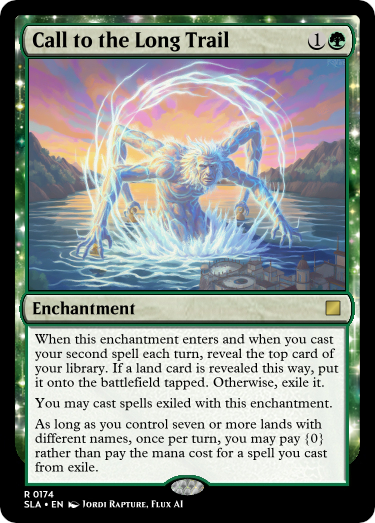 Call to the Long Trail 1
Enchantment
When this enchantment enters and when you cast
your second spell each turn, reveal the top card of
your library. If a land card is revealed this way, put
it onto the battlefield tapped. Otherwise, exile it.
You may cast spells exiled with this enchantment.
As long as you control seven or more lands with
different names, once per turn, you may pay {0}
rather than pay the mana cost for a spell you cast
from exile.
R 0174
SLA • EN Jordi Rapture, Flux AI